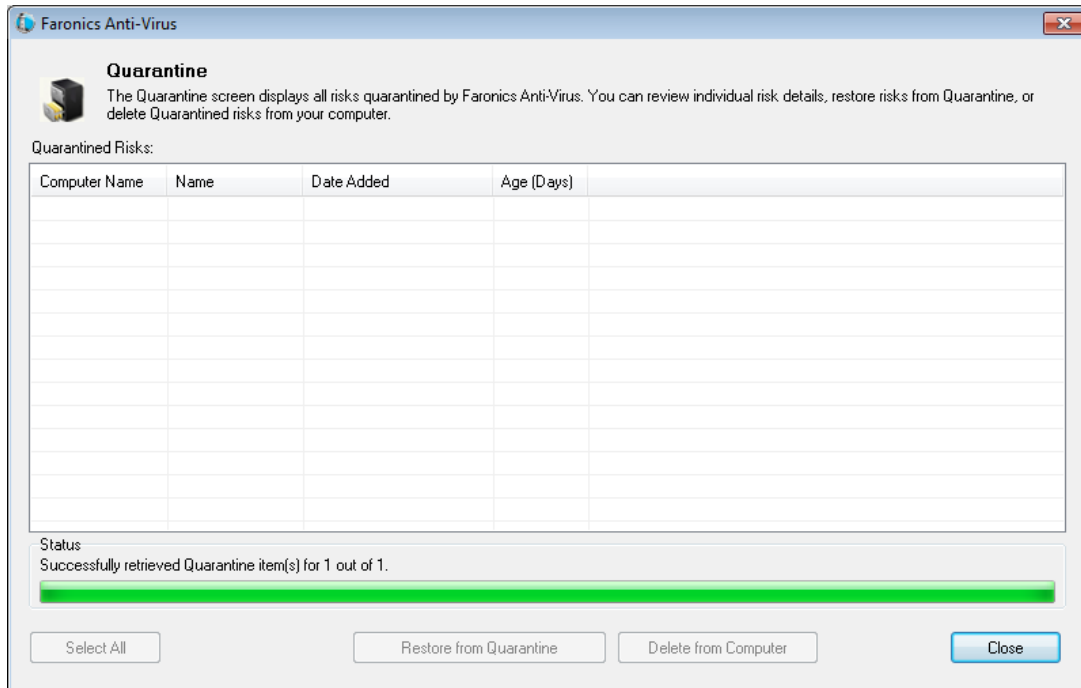 Faronics Anti-Virus
Quarantine
The Quarantine screen displays all risks quarantined by Faronics Anti-Virus. You can review individual risk details, restore risks from Quarantine, or
delete Quarantined risks from your computer.
Quarantined Risks:
Computer Name Name Date Added Age (Days)
Status
Successfully retrieved Quarantine item(s) for 1 out of 1.
Select All Restore from Quarantine Delete from Computer Close